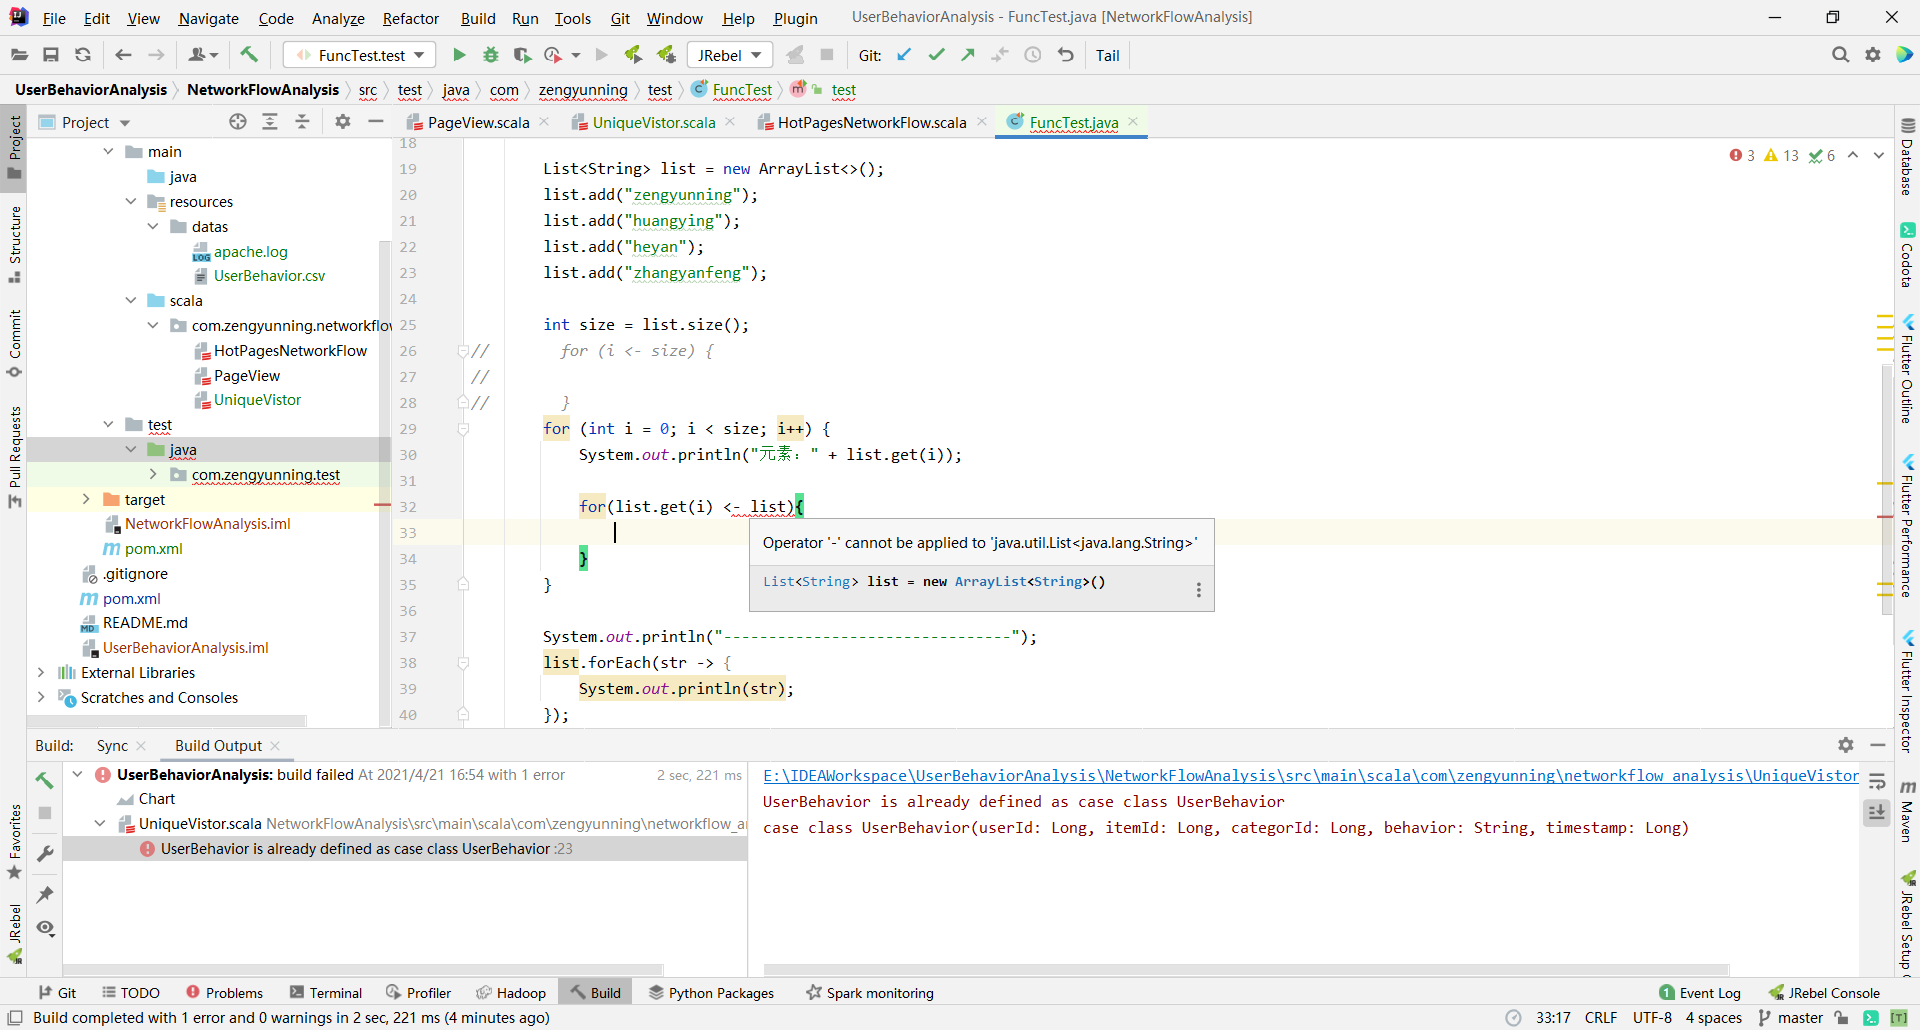 File Edit View Navigate Code Analyze Refactor Build Run Tools Git Window Help Plugin UserBehaviorAnalysis - FuncTest.java [NetworkFlowAnalysis]
FuncTest.test JRebel Git: Tail
UserBehaviorAnalysis NetworkFlowAnalysis src test java com zengyunning test FuncTest test
Project PageView.scala UniqueVistor.scala HotPagesNetworkFlow.scala FuncTest.java
3 13 6
main
java
resources
datas
apache.log
UserBehavior.csv
scala
com.zengyunning.networkflov
HotPagesNetworkFlow
PageView
UniqueVistor
test
java
com.zengyunning.test
target
NetworkFlowAnalysis.iml
pom.xml
.gitignore
pom.xml
README.md
UserBehaviorAnalysis.iml
External Libraries
Scratches and Consoles
18
19 List<String> list = new ArrayList<>();
20 list.add("zengyunning");
21 list.add("huangying");
22 list.add("heyan");
23 list.add("zhangyanfeng");
24
25 int size = list.size();
26 // for (i <- size) {
27 //
28 // }
29 for (int i = 0; i < size; i++) {
30 System.out.println("元素：" + list.get(i));
31
32 for(list.get(i) <- list){
33
34 }
35 }
36
37 System.out.println("--------------------------------");
38 list.forEach(str -> {
39 System.out.println(str);
40 });
Operator '-' cannot be applied to 'java.util.List<java.lang.String>'
List<String> list = new ArrayList<String>()
Build: Sync Build Output
UserBehaviorAnalysis: build failed At 2021/4/21 16:54 with 1 error 2 sec, 221 ms
Chart
UniqueVistor.scala NetworkFlowAnalysis\src\main\scala\com\zengyunning\networkflow_a
UserBehavior is already defined as case class UserBehavior :23
E:\IDEAWorkspace\UserBehaviorAnalysis\NetworkFlowAnalysis\src\main\scala\com\zengyunning\networkflow_analysis\UniqueVistor
UserBehavior is already defined as case class UserBehavior
case class UserBehavior(userId: Long, itemId: Long, categorId: Long, behavior: String, timestamp: Long)
Project
Structure
Commit
Pull Requests
Favorites
JRebel
Database
Codota
Flutter Outline
Flutter Performance
Flutter Inspector
Maven
JRebel Setup
Git TODO Problems Terminal Profiler Hadoop Build Python Packages Spark monitoring Event Log JRebel Console
Build completed with 1 error and 0 warnings in 2 sec, 221 ms (4 minutes ago) 33:17 CRLF UTF-8 4 spaces master